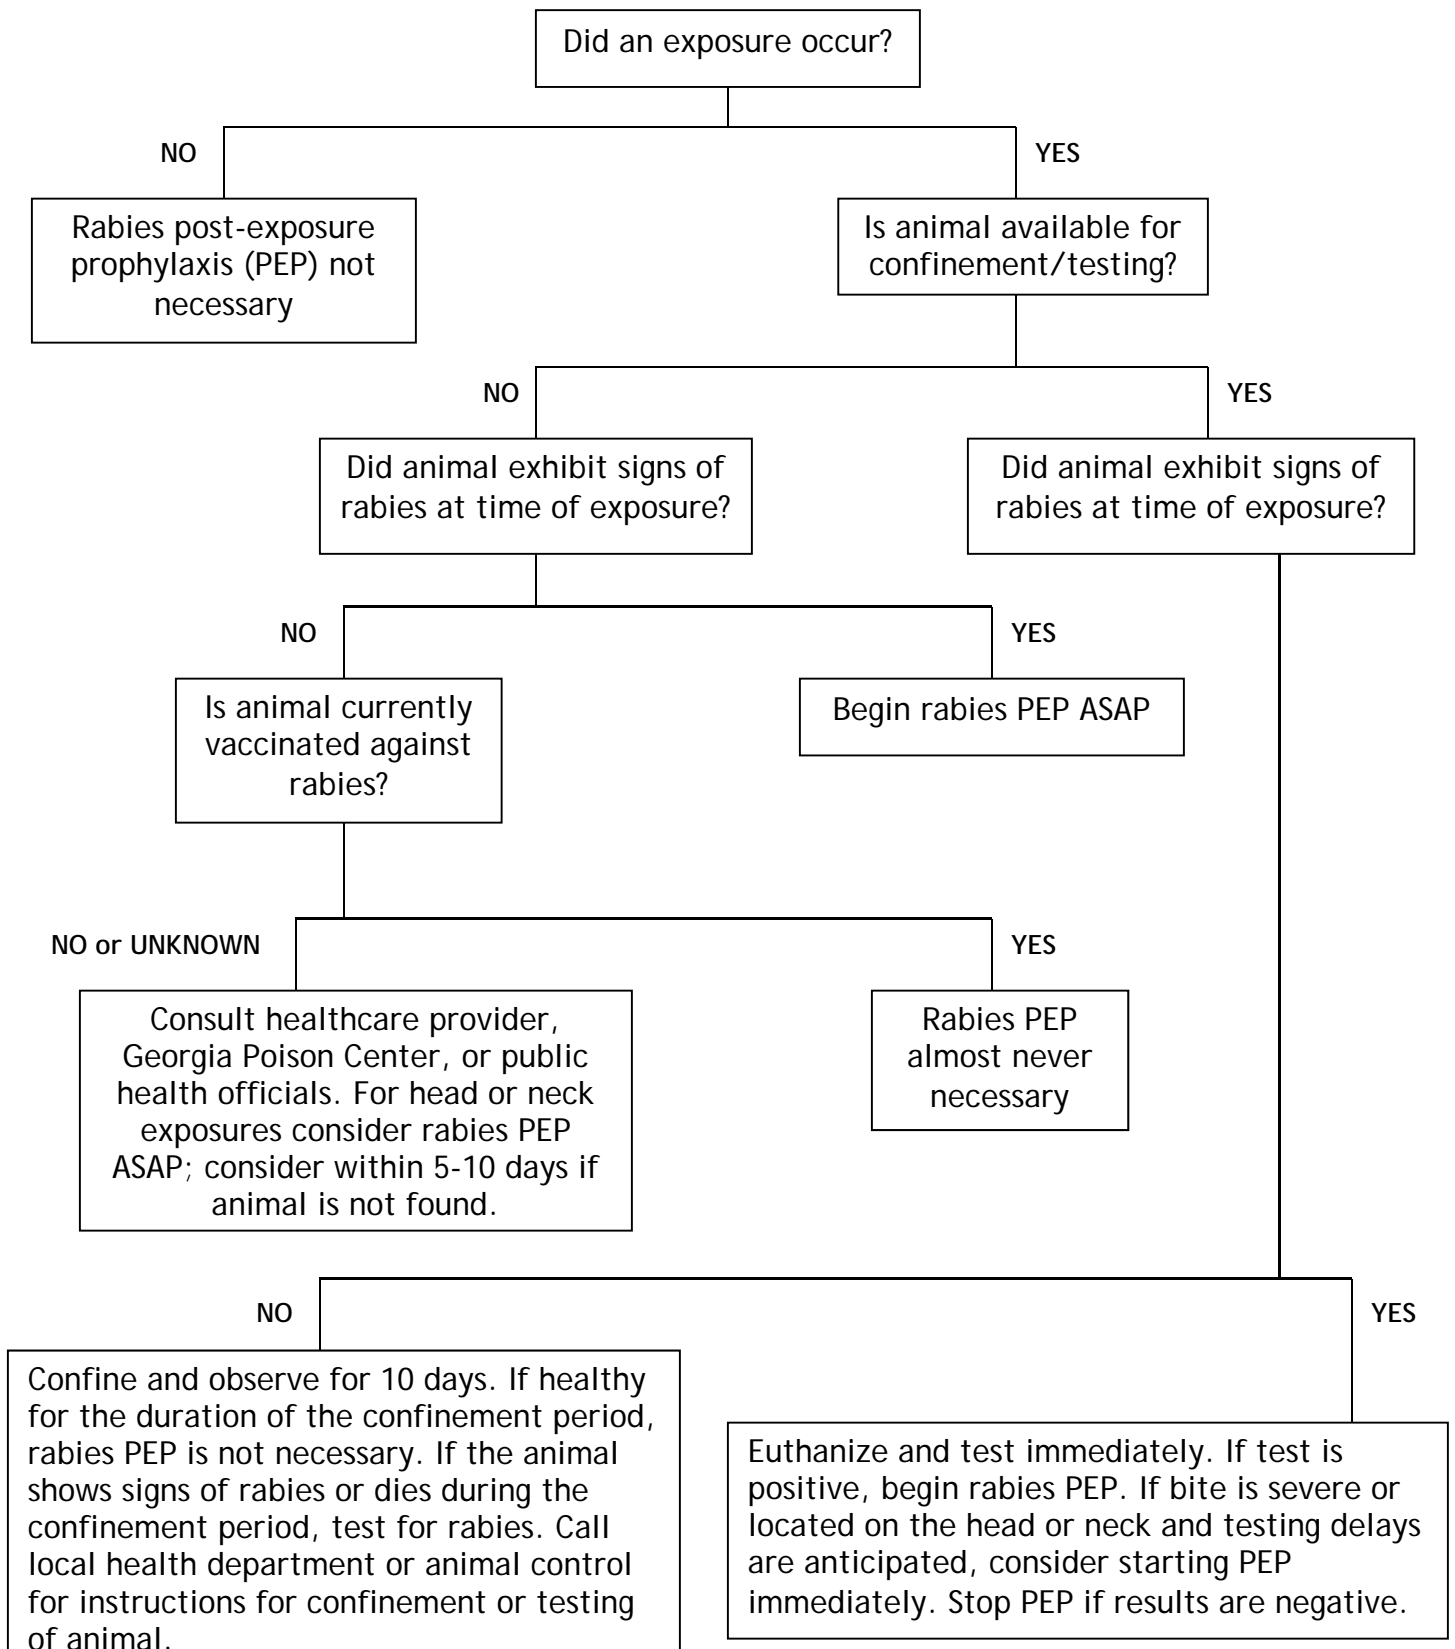 Did an exposure occur?
NO
YES
Rabies post-exposure
prophylaxis (PEP) not
necessary
Is animal available for
confinement/testing?
NO
YES
Did animal exhibit signs of
rabies at time of exposure?
Did animal exhibit signs of
rabies at time of exposure?
NO
YES
Is animal currently
vaccinated against
rabies?
Begin rabies PEP ASAP
NO or UNKNOWN
YES
Consult healthcare provider,
Georgia Poison Center, or public
health officials. For head or neck
exposures consider rabies PEP
ASAP; consider within 5-10 days if
animal is not found.
Rabies PEP
almost never
necessary
NO
YES
Confine and observe for 10 days. If healthy
for the duration of the confinement period,
rabies PEP is not necessary. If the animal
shows signs of rabies or dies during the
confinement period, test for rabies. Call
local health department or animal control
for instructions for confinement or testing
of animal.
Euthanize and test immediately. If test is
positive, begin rabies PEP. If bite is severe or
located on the head or neck and testing delays
are anticipated, consider starting PEP
immediately. Stop PEP if results are negative.